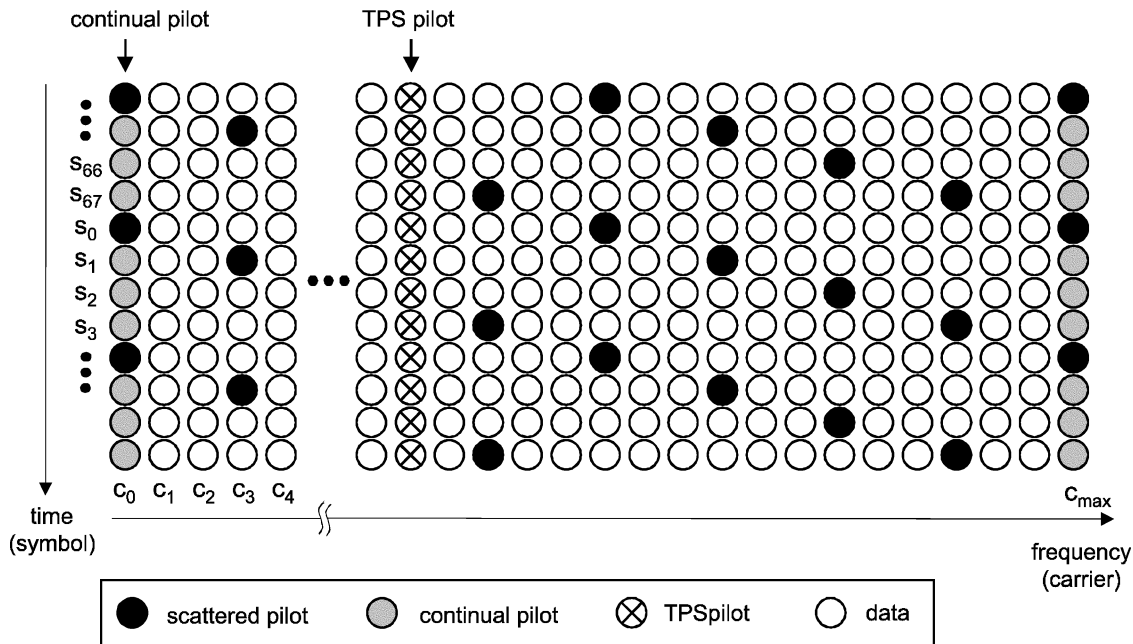 continual pilot
TPS pilot
s66
s67
s0
s1
s2
s3
c0 c1 c2 c3 c4
cmax
time
(symbol)
frequency
(carrier)
scattered pilot continual pilot TPSpilot data